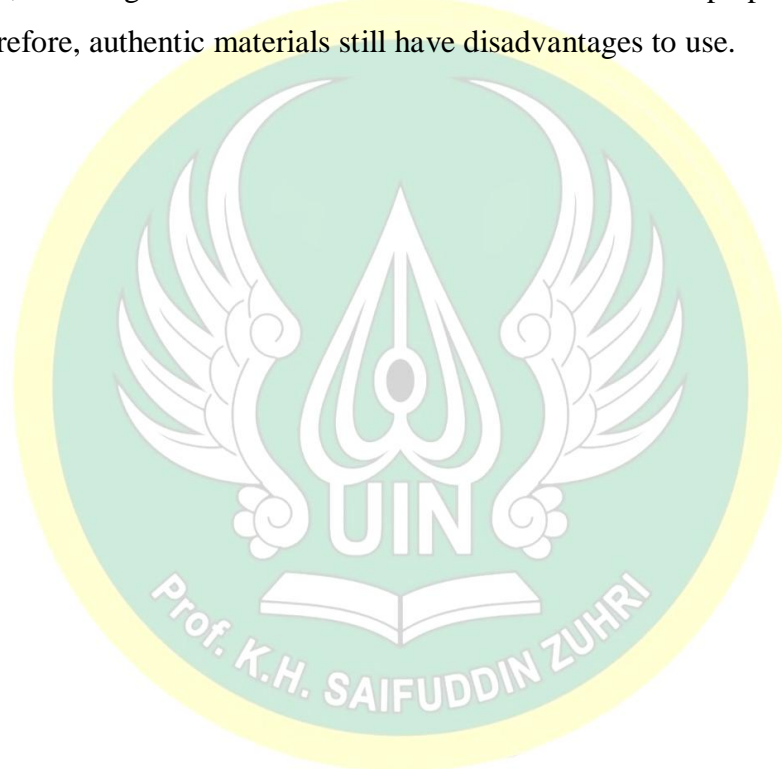 refore, authentic materials still have disadvantages to use.
UIN
Prof. K.H. SAIFUDDIN ZUHRI